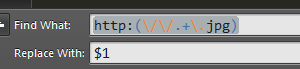 Find What: http:(\/\/.+\.jpg)
Replace With: $1